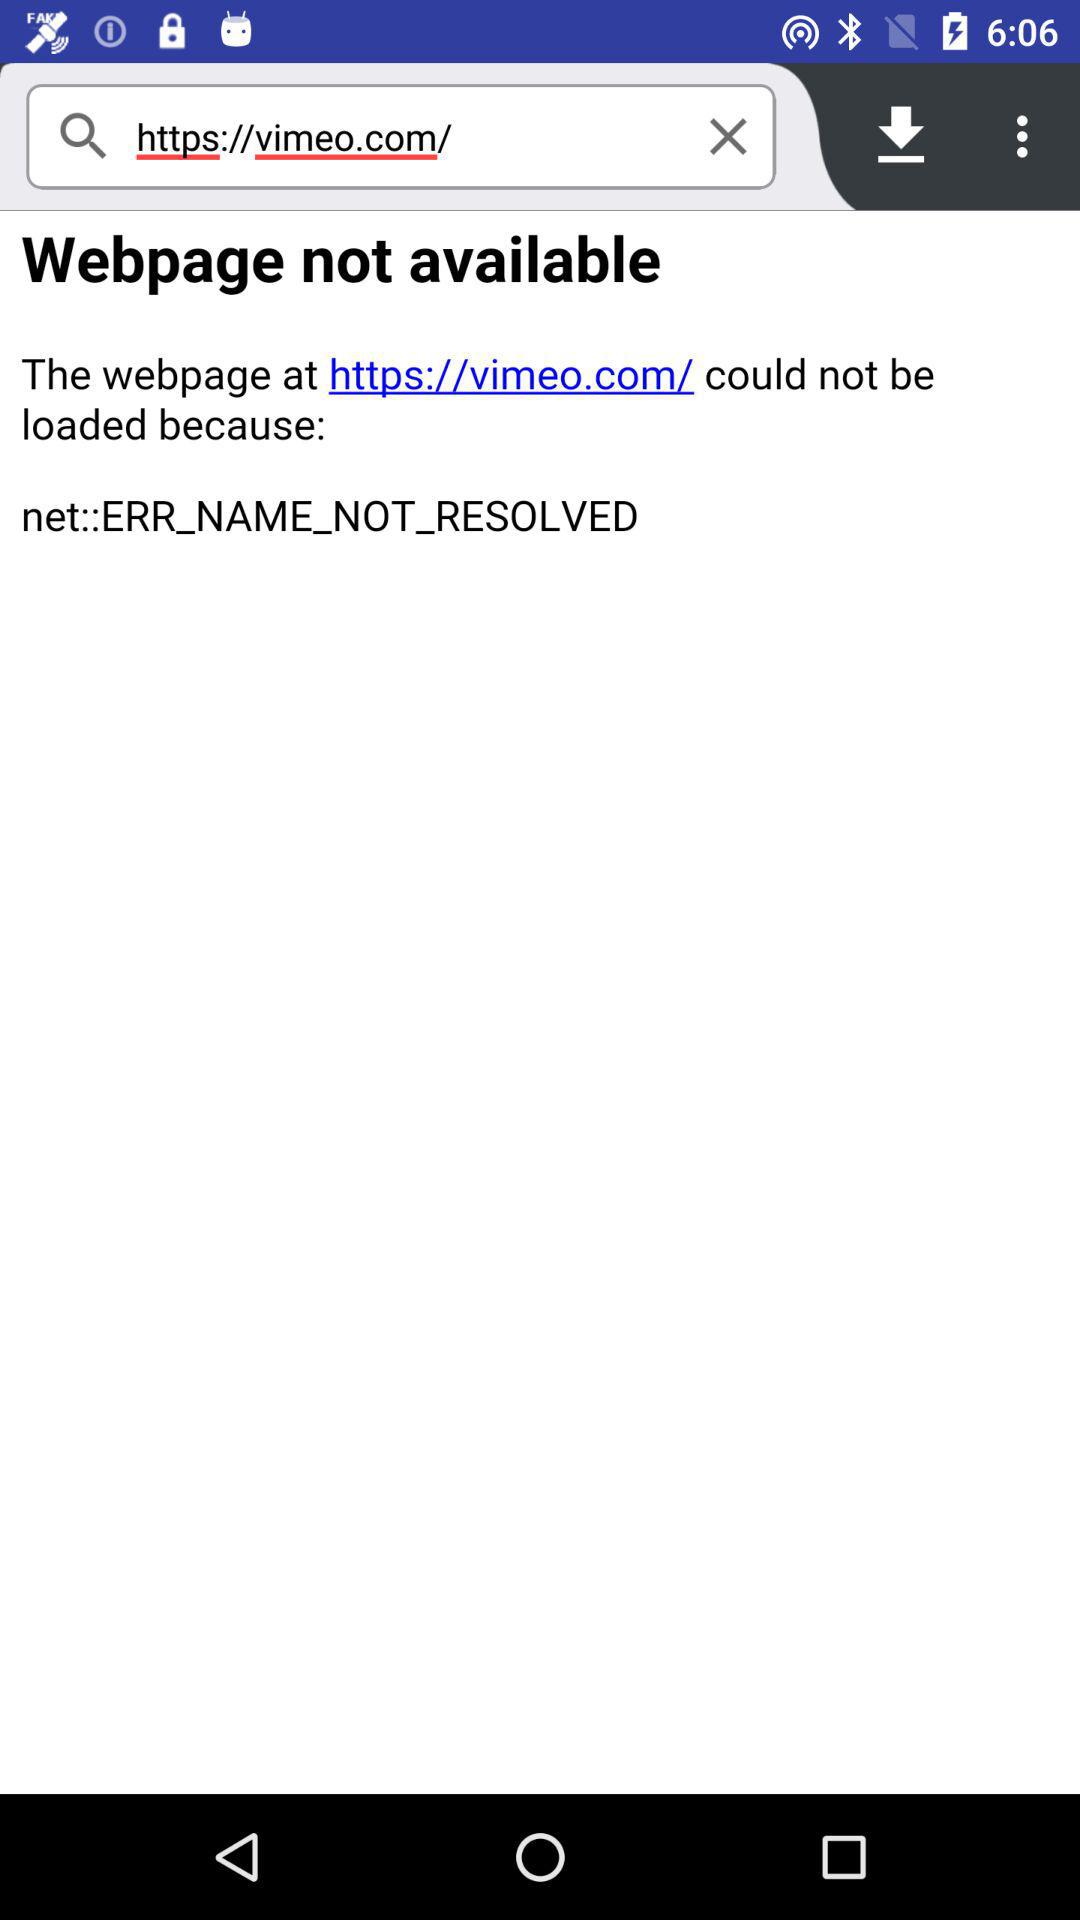 FAKE
6:06
https://vimeo.com/
Webpage not available
The webpage at https://vimeo.com/ could not be
loaded because:
net::ERR_NAME_NOT_RESOLVED